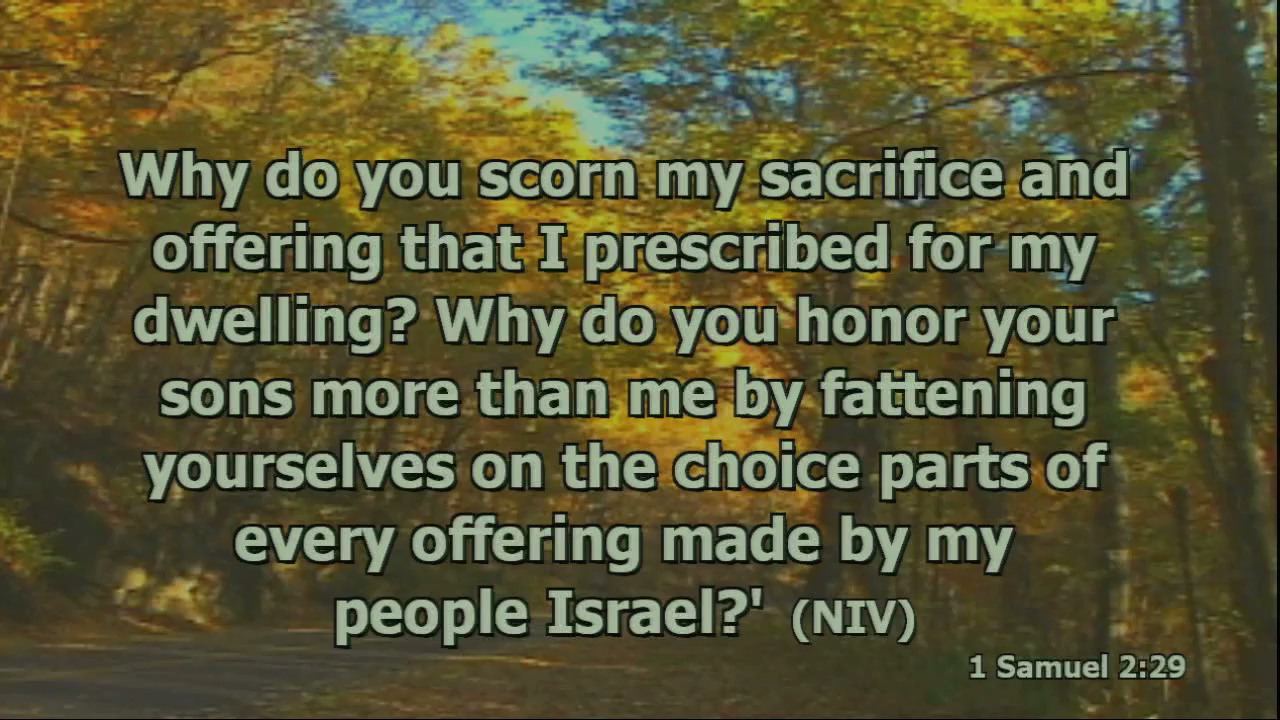 Why do you scorn my sacrifice and
offering that I prescribed for my
dwelling? Why do you honor your
sons more than me by fattening
yourselves on the choice parts of
every offering made by my
people Israel?' (NIV)
1 Samuel 2:29